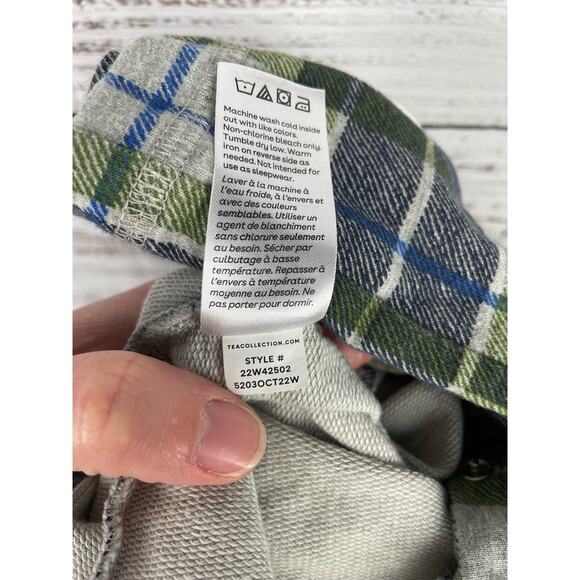 Machine wash cold inside
out with like colors.
Non-chlorine bleach only.
Tumble dry low. Warm
iron on reverse side as
needed. Not intended for
use as sleepwear.
Laver à la machine à
l'eau froide, à l'envers et
avec des couleurs
semblables. Utiliser un
agent de blanchiment
sans chlorure seulement
au besoin. Sécher par
culbutage à basse
température. Repasser à
l'envers à température
moyenne au besoin. Ne
pas porter pour dormir.
TEACOLLECTION.COM
STYLE #
22W42502
5203OCT22W